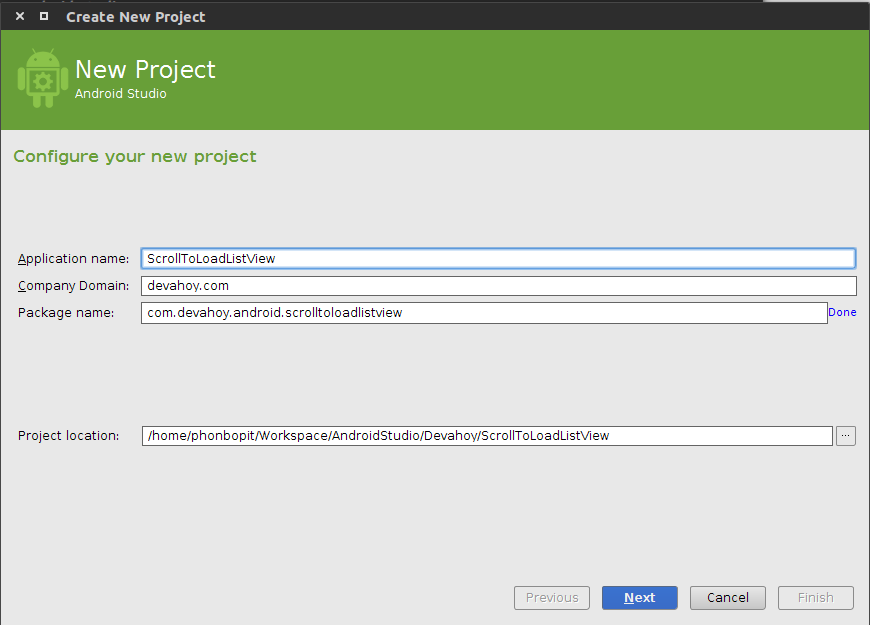 Create New Project
New Project
Android Studio
Configure your new project
Application name: ScrollToLoadListView
Company Domain: devahoy.com
Package name: com.devahoy.android.scrolltoloadlistview Done
Project location: /home/phonbopit/Workspace/AndroidStudio/Devahoy/ScrollToLoadListView ...
Previous Next Cancel Finish